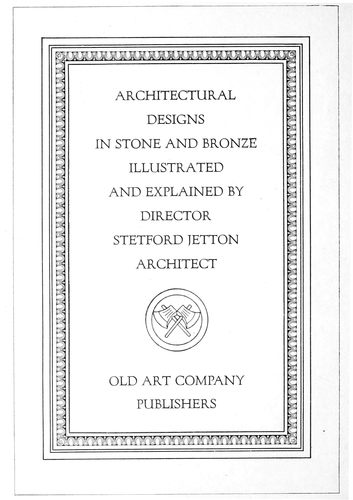 ARCHITECTURAL
DESIGNS
IN STONE AND BRONZE
ILLUSTRATED
AND EXPLAINED BY
DIRECTOR
STETFORD JETTON
ARCHITECT
OLD ART COMPANY
PUBLISHERS